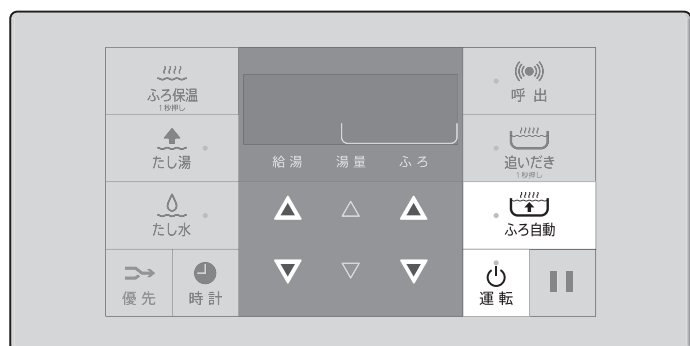 ふろ保温
1秒押し
たし湯
たし水
優先
時計
給湯 湯量 ふろ
呼出
追いだき
1秒押し
ふろ自動
運転